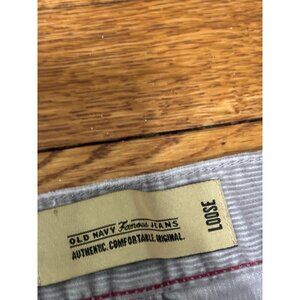 OLD NAVY Famous JEANS
AUTHENTIC. COMFORTABLE. ORIGINAL.
LOOSE